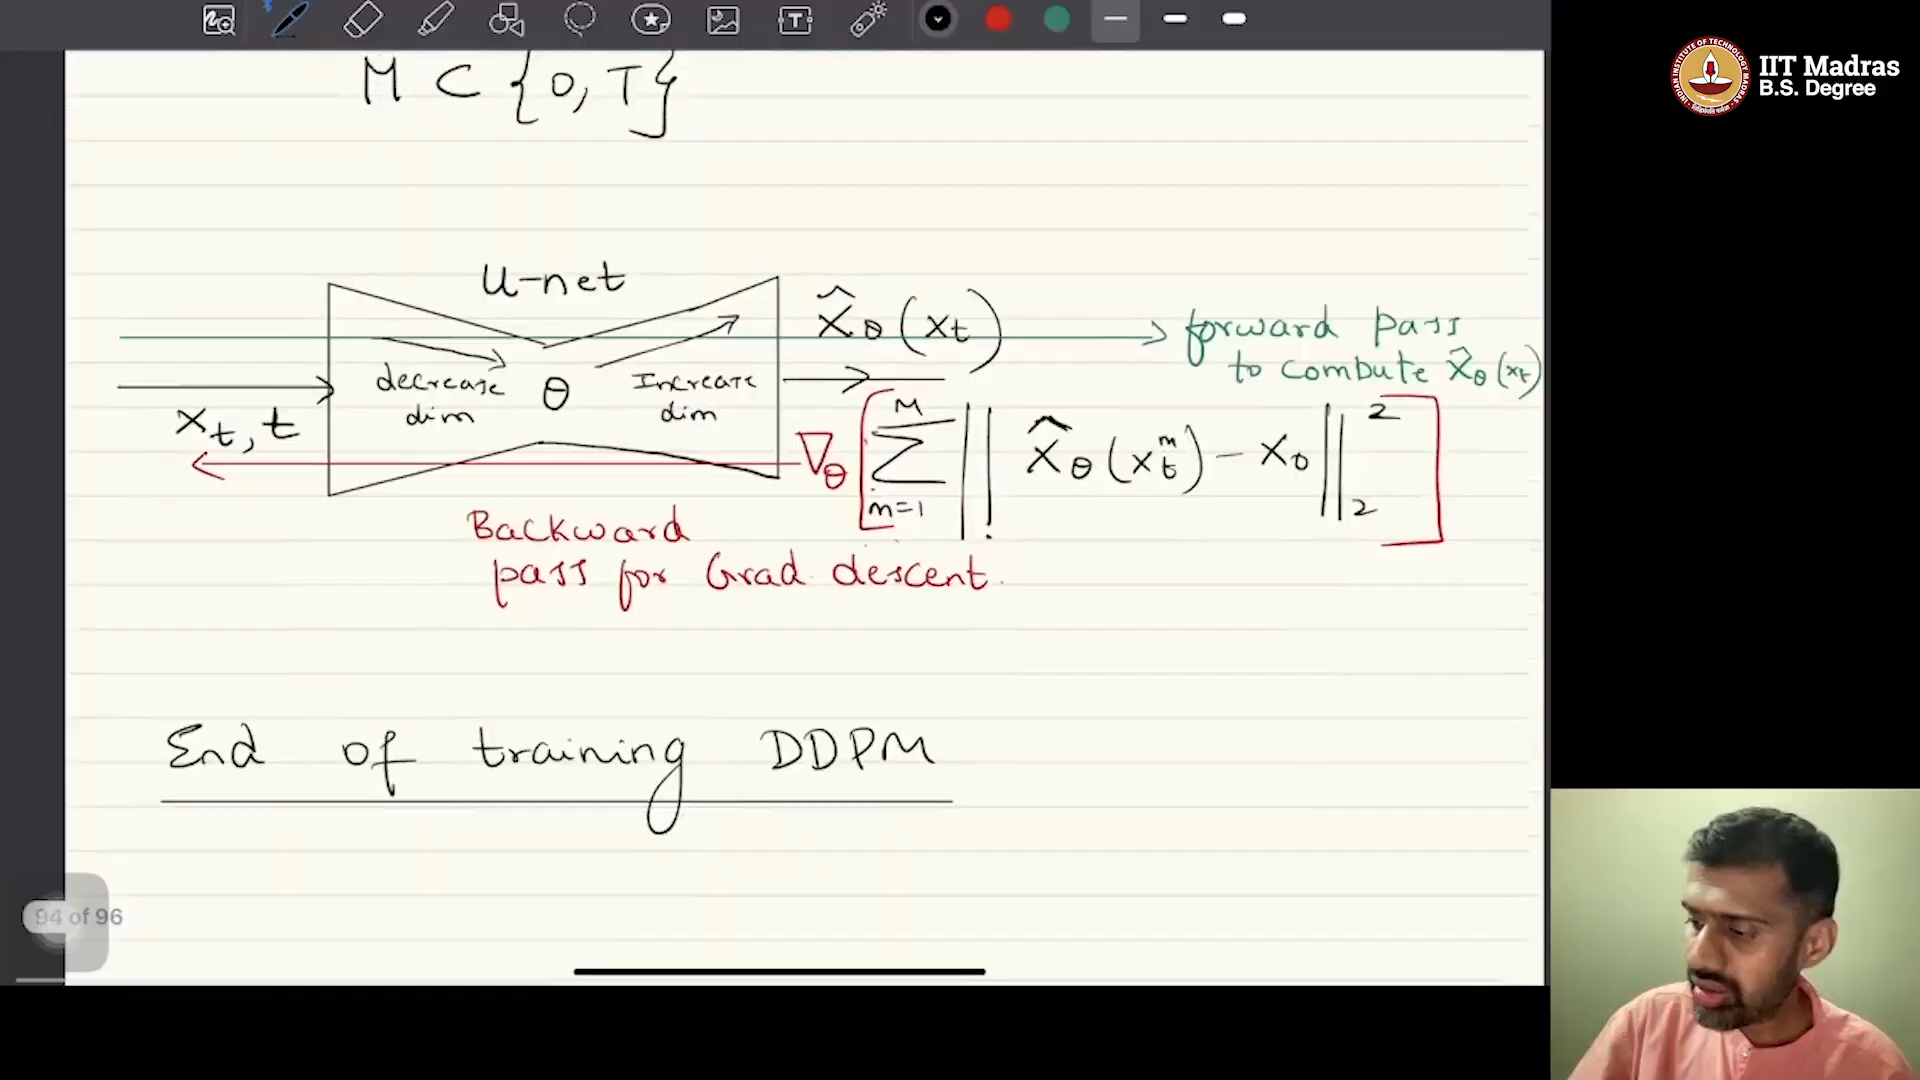 IIT Madras
B.S. Degree
M ⊂ {0, T}
U-net
X̂θ(xt)
forward pass
to compute X̂θ(xt)
decrease
dim
θ
Increase
dim
xt, t
∇θ [ Σ_{m=1}^{M} || X̂θ(x_t^m) - x0 ||_2^2 ]
Backward
pass for Grad descent.
End of training DDPM
94 of 96